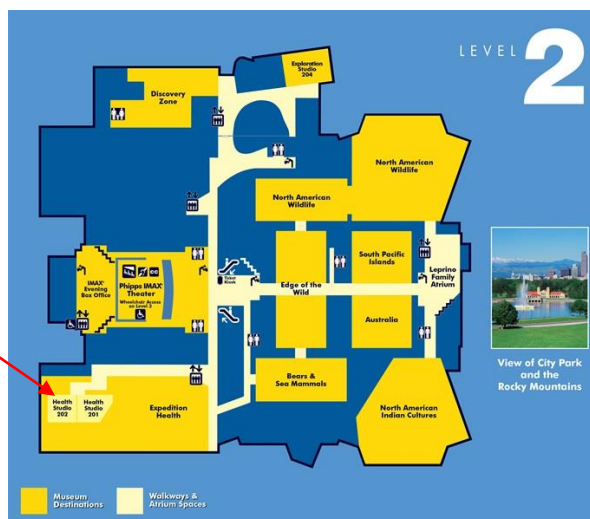 LEVEL 2
Exploration
Studio
204
Discovery
Zone
North American
Wildlife
North American
Wildlife
IMAX®
Evening
Box Office
Phipps IMAX®
Theater
Wheelchair Access
on Level 3
Ticket
Kiosk
Edge of the
Wild
South Pacific
Islands
Leprino
Family
Atrium
Australia
View of City Park
and the
Rocky Mountains
Health
Studio
202
Health
Studio
201
Expedition
Health
Bears &
Sea Mammals
North American
Indian Cultures
Museum
Destinations
Walkways &
Atrium Spaces